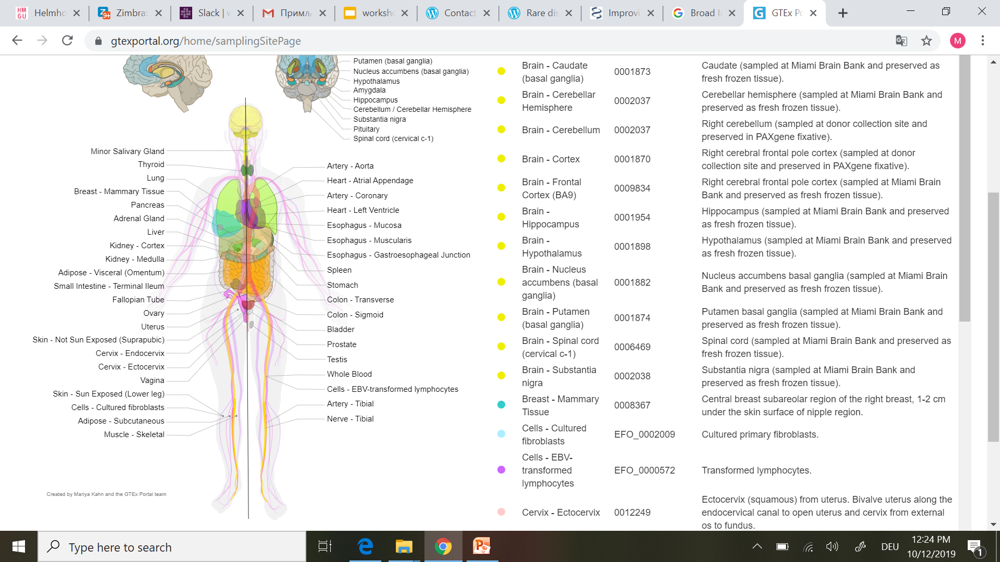 HM
GU
Helmho
Zimbra:
Slack | w
Примљ
worksho
Contact
Rare dis
Improvi
Broad In
GTEx Po
gtexportal.org/home/samplingSitePage
M
Putamen (basal ganglia)
Nucleus accumbens (basal ganglia)
Hypothalamus
Amygdala
Hippocampus
Cerebellum / Cerebellar Hemisphere
Substantia nigra
Pituitary
Spinal cord (cervical c-1)
Minor Salivary Gland
Thyroid
Lung
Breast - Mammary Tissue
Pancreas
Adrenal Gland
Liver
Kidney - Cortex
Kidney - Medulla
Adipose - Visceral (Omentum)
Small Intestine - Terminal Ileum
Fallopian Tube
Ovary
Uterus
Skin - Not Sun Exposed (Suprapubic)
Cervix - Endocervix
Cervix - Ectocervix
Vagina
Skin - Sun Exposed (Lower leg)
Cells - Cultured fibroblasts
Adipose - Subcutaneous
Muscle - Skeletal
Artery - Aorta
Heart - Atrial Appendage
Artery - Coronary
Heart - Left Ventricle
Esophagus - Mucosa
Esophagus - Muscularis
Esophagus - Gastroesophageal Junction
Spleen
Stomach
Colon - Transverse
Colon - Sigmoid
Bladder
Prostate
Testis
Whole Blood
Cells - EBV-transformed lymphocytes
Artery - Tibial
Nerve - Tibial
Created by Mariya Kahn and the GTEx Portal team
Brain - Caudate
(basal ganglia)
0001873
Caudate (sampled at Miami Brain Bank and preserved as
fresh frozen tissue).
Brain - Cerebellar
Hemisphere
0002037
Cerebellar hemisphere (sampled at Miami Brain Bank and
preserved as fresh frozen tissue).
Brain - Cerebellum
0002037
Right cerebellum (sampled at donor collection site and
preserved in PAXgene fixative).
Brain - Cortex
0001870
Right cerebral frontal pole cortex (sampled at donor
collection site and preserved in PAXgene fixative).
Brain - Frontal
Cortex (BA9)
0009834
Right cerebral frontal pole cortex (sampled at Miami Brain
Bank and preserved as fresh frozen tissue).
Brain -
Hippocampus
0001954
Hippocampus (sampled at Miami Brain Bank and preserved
as fresh frozen tissue).
Brain -
Hypothalamus
0001898
Hypothalamus (sampled at Miami Brain Bank and preserved
as fresh frozen tissue).
Brain - Nucleus
accumbens (basal
ganglia)
0001882
Nucleus accumbens basal ganglia (sampled at Miami Brain
Bank and preserved as fresh frozen tissue).
Brain - Putamen
(basal ganglia)
0001874
Putamen basal ganglia (sampled at Miami Brain Bank and
preserved as fresh frozen tissue).
Brain - Spinal cord
(cervical c-1)
0006469
Spinal cord (sampled at Miami Brain Bank and preserved as
fresh frozen tissue).
Brain - Substantia
nigra
0002038
Substantia nigra (sampled at Miami Brain Bank and
preserved as fresh frozen tissue).
Breast - Mammary
Tissue
0008367
Central breast subareolar region of the right breast, 1-2 cm
under the skin surface of nipple region.
Cells - Cultured
fibroblasts
EFO_0002009
Cultured primary fibroblasts.
Cells - EBV-
transformed
lymphocytes
EFO_0000572
Transformed lymphocytes.
Cervix - Ectocervix
0012249
Ectocervix (squamous) from uterus. Bivalve uterus along the
endocervical canal to open uterus and cervix from external
os to fundus.
Type here to search
DEU
12:24 PM
10/12/2019
1